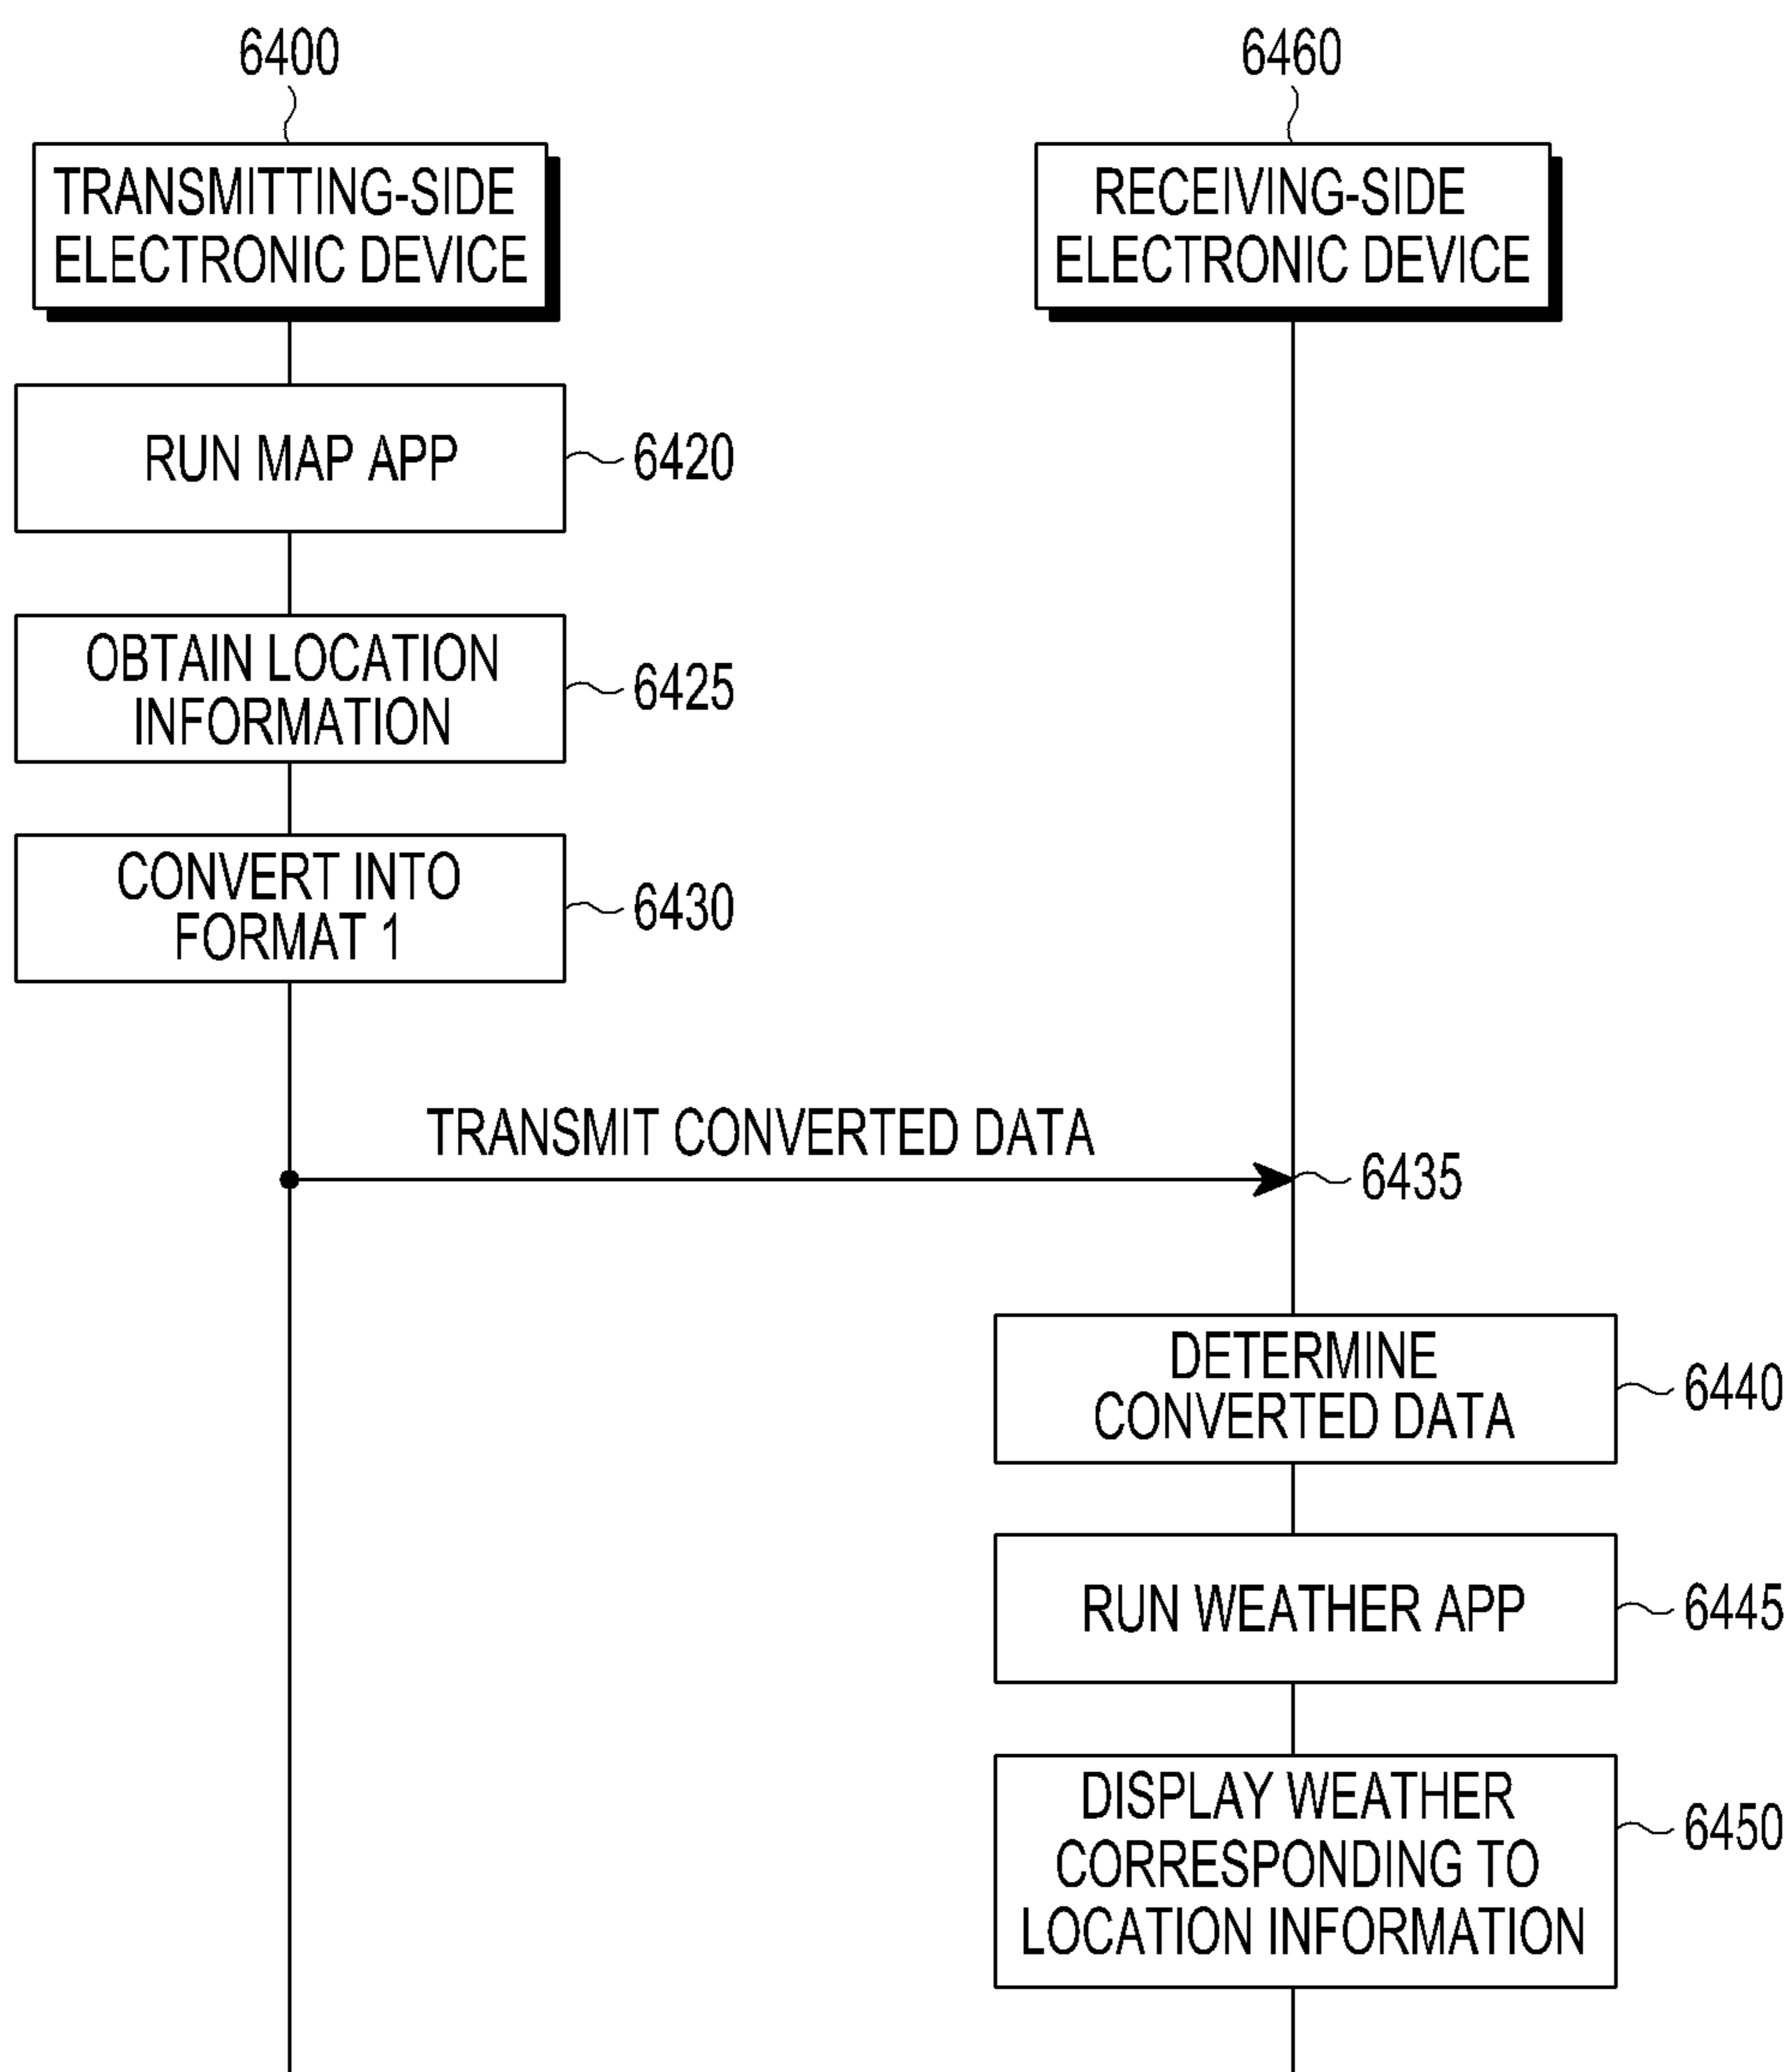 6400
6460
TRANSMITTING-SIDE
ELECTRONIC DEVICE
RECEIVING-SIDE
ELECTRONIC DEVICE
RUN MAP APP
6420
OBTAIN LOCATION
INFORMATION
6425
CONVERT INTO
FORMAT 1
6430
TRANSMIT CONVERTED DATA
6435
DETERMINE
CONVERTED DATA
6440
RUN WEATHER APP
6445
DISPLAY WEATHER
CORRESPONDING TO
LOCATION INFORMATION
6450